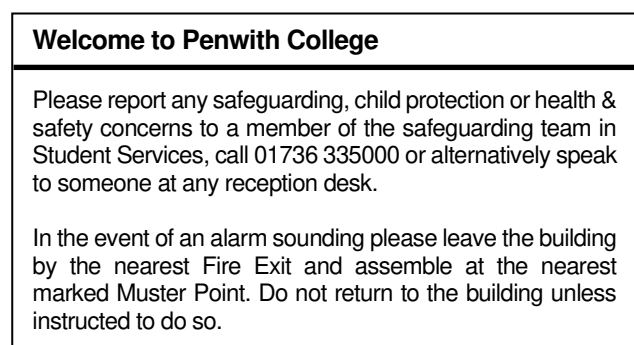 Welcome to Penwith College
Please report any safeguarding, child protection or health &
safety concerns to a member of the safeguarding team in
Student Services, call 01736 335000 or alternatively speak
to someone at any reception desk.
In the event of an alarm sounding please leave the building
by the nearest Fire Exit and assemble at the nearest
marked Muster Point. Do not return to the building unless
instructed to do so.